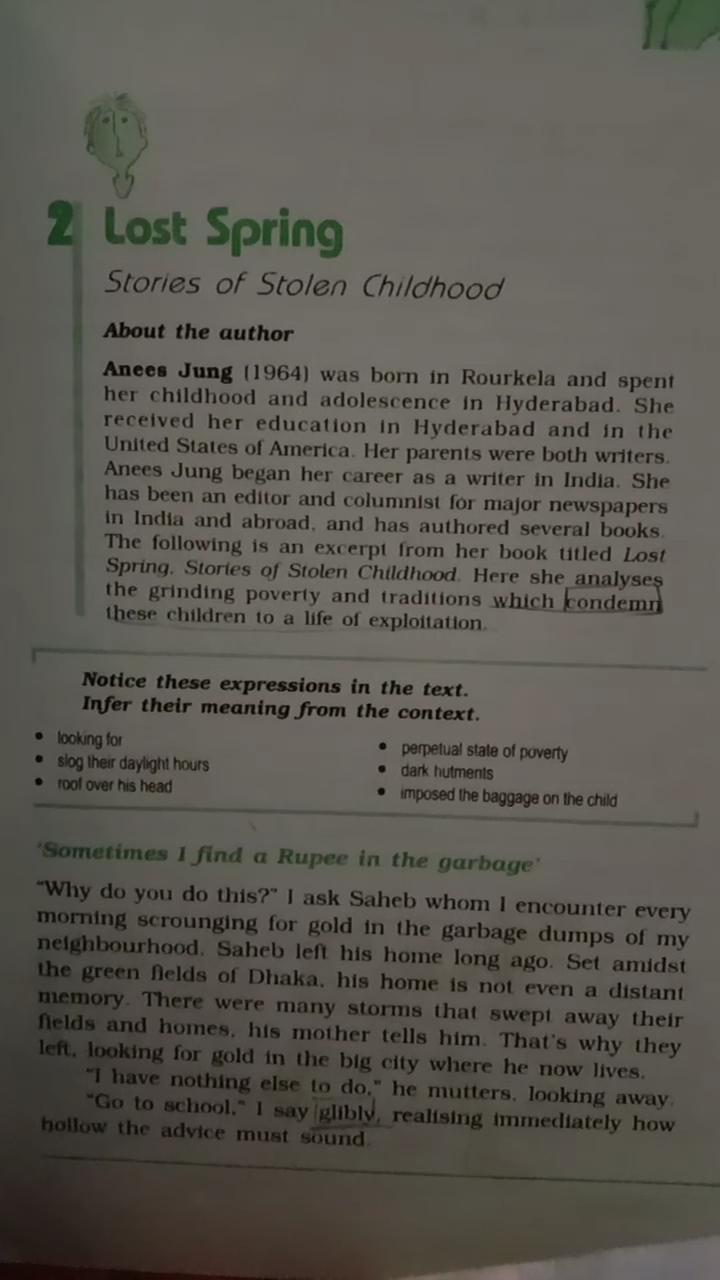 2 Lost Spring
Stories of Stolen Childhood
About the author
Anees Jung (1964) was born in Rourkela and spent
her childhood and adolescence in Hyderabad. She
received her education in Hyderabad and in the
United States of America. Her parents were both writers.
Anees Jung began her career as a writer in India. She
has been an editor and columnist for major newspapers
in India and abroad, and has authored several books.
The following is an excerpt from her book titled Lost
Spring, Stories of Stolen Childhood. Here she analyses
the grinding poverty and traditions which condemn
these children to a life of exploitation.
Notice these expressions in the text.
Infer their meaning from the context.
• looking for
• slog their daylight hours
• roof over his head
• perpetual state of poverty
• dark hutments
• imposed the baggage on the child
'Sometimes I find a Rupee in the garbage'
"Why do you do this?" I ask Saheb whom I encounter every
morning scrounging for gold in the garbage dumps of my
neighbourhood. Saheb left his home long ago. Set amidst
the green fields of Dhaka, his home is not even a distant
memory. There were many storms that swept away their
fields and homes, his mother tells him. That's why they
left, looking for gold in the big city where he now lives.
"I have nothing else to do," he mutters, looking away.
"Go to school," I say glibly, realising immediately how
hollow the advice must sound.